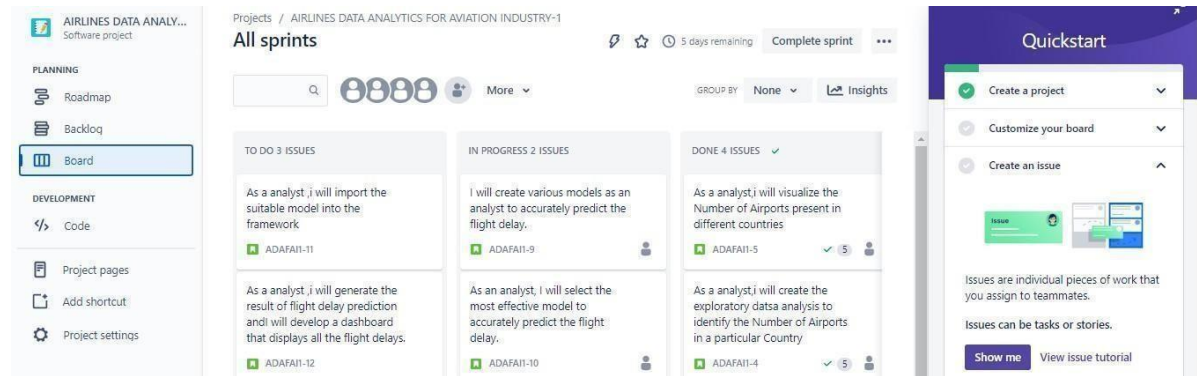 AIRLINES DATA ANALY...
Software project
PLANNING
Roadmap
Backlog
Board
DEVELOPMENT
Code
Project pages
Add shortcut
Project settings
Projects / AIRLINES DATA ANALYTICS FOR AVIATION INDUSTRY-1
All sprints
5 days remaining
Complete sprint
More
GROUP BY
None
Insights
TO DO 3 ISSUES
As a analyst ,i will import the
suitable model into the
framework
ADAFAI1-11
As a analyst ,i will generate the
result of flight delay prediction
andI will develop a dashboard
that displays all the flight delays.
ADAFAI1-12
IN PROGRESS 2 ISSUES
I will create various models as an
analyst to accurately predict the
flight delay.
ADAFAI1-9
As an analyst, I will select the
most effective model to
accurately predict the flight
delay.
ADAFAI1-10
DONE 4 ISSUES
As a analyst,i will visualize the
Number of Airports present in
different countries
ADAFAI1-5
5
As a analyst,i will create the
exploratory datsa analysis to
identify the Number of Airports
in a particular Country
ADAFAI1-4
5
Quickstart
Create a project
Customize your board
Create an issue
Issue
Issues are individual pieces of work that
you assign to teammates.
Issues can be tasks or stories.
Show me
View issue tutorial